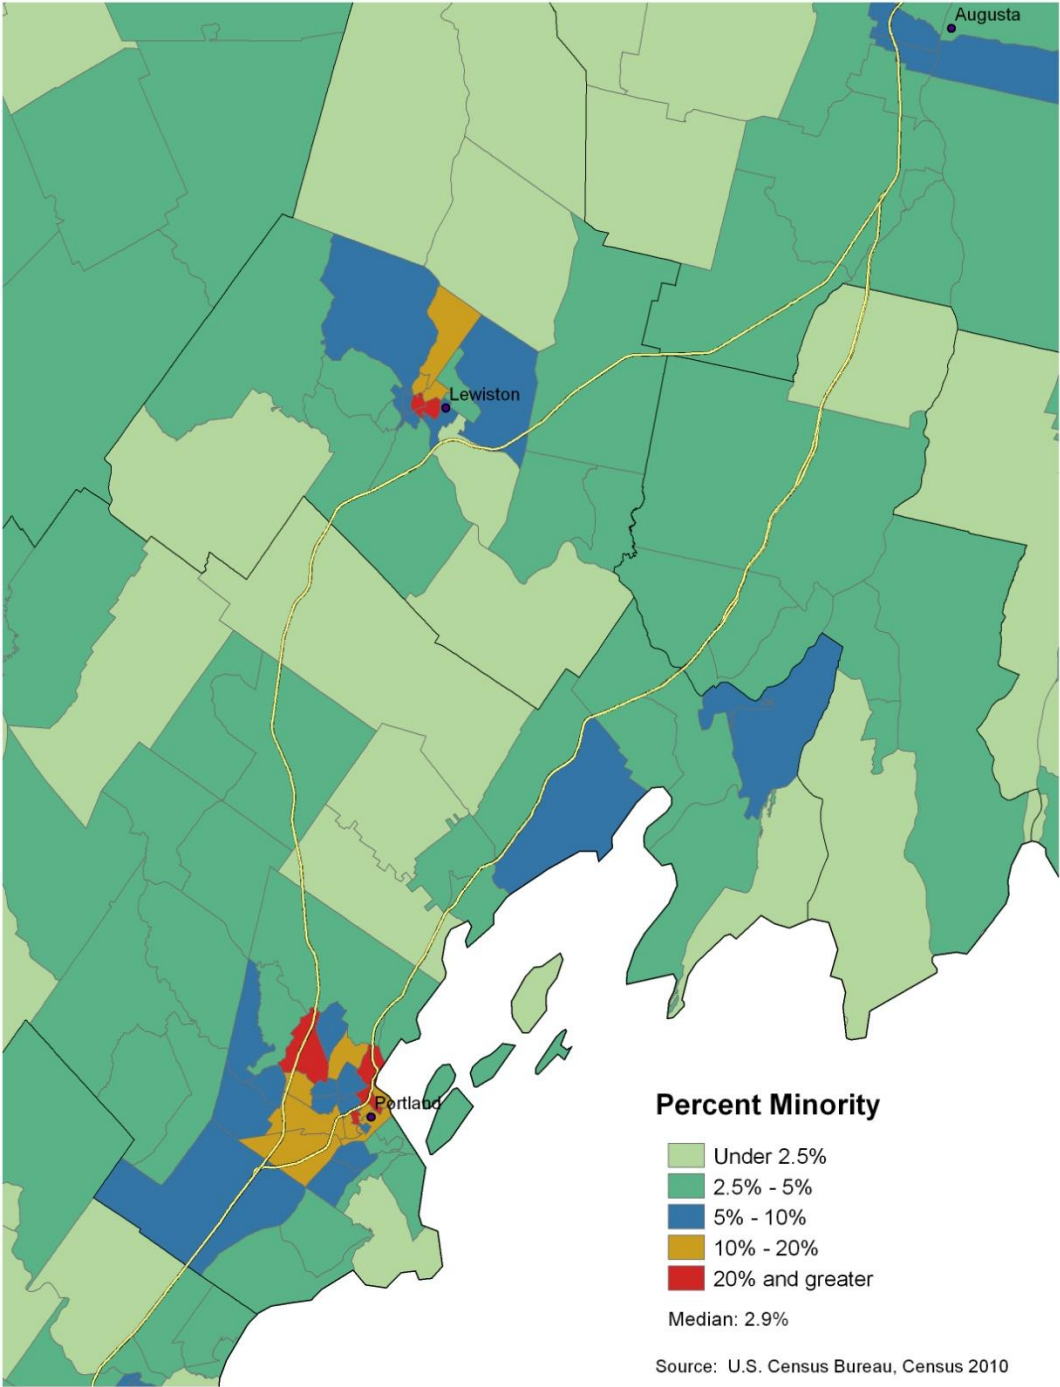 Augusta
Lewiston
Portland
Percent Minority
Under 2.5%
2.5% - 5%
5% - 10%
10% - 20%
20% and greater
Median: 2.9%
Source: U.S. Census Bureau, Census 2010